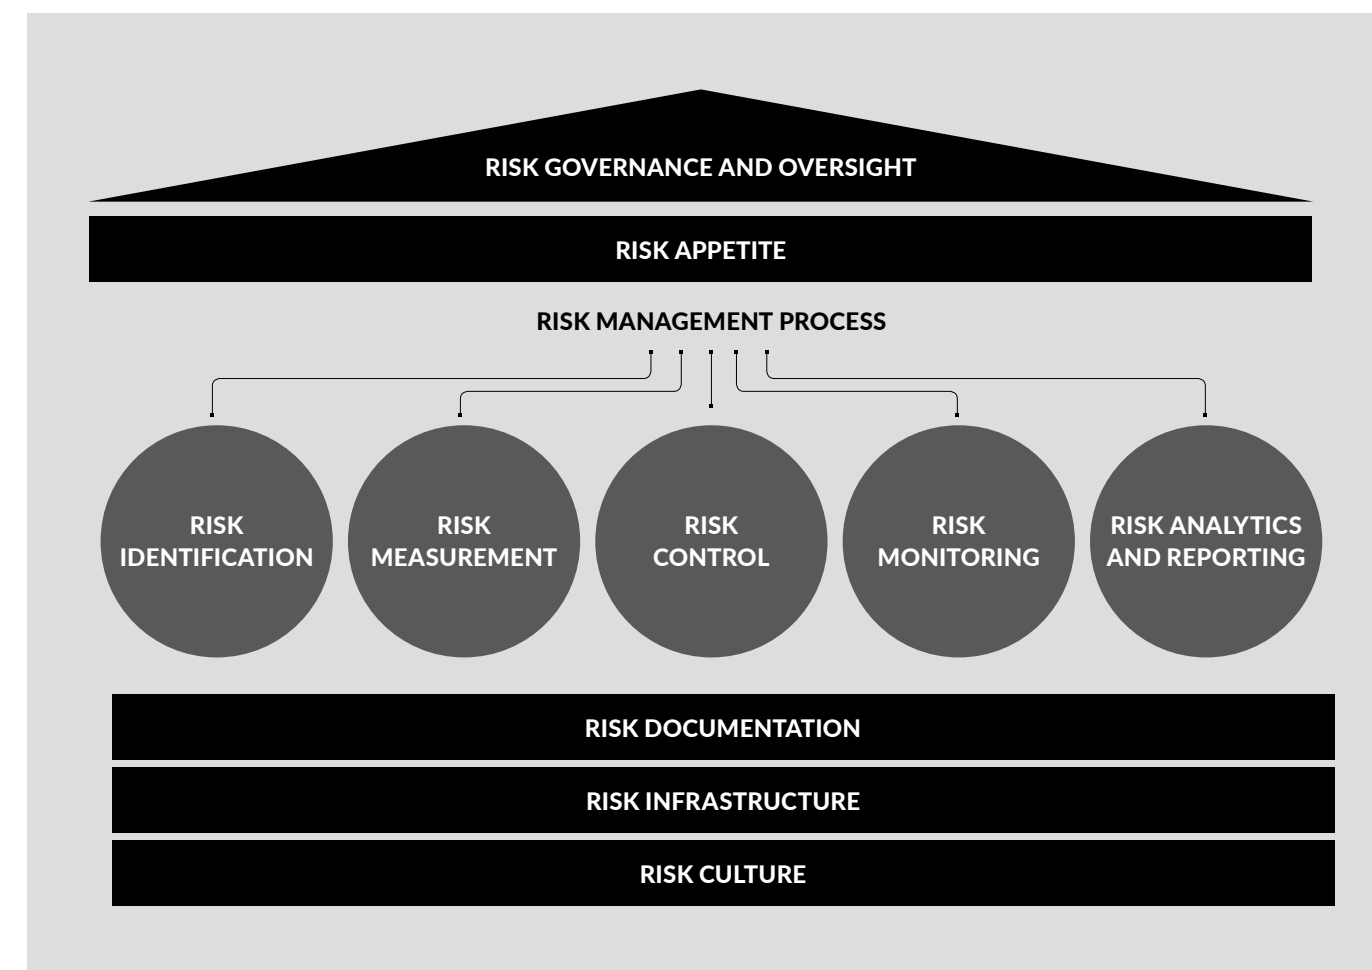 RISK GOVERNANCE AND OVERSIGHT
RISK APPETITE
RISK MANAGEMENT PROCESS
RISK
IDENTIFICATION
RISK
MEASUREMENT
RISK
CONTROL
RISK
MONITORING
RISK ANALYTICS
AND REPORTING
RISK DOCUMENTATION
RISK INFRASTRUCTURE
RISK CULTURE